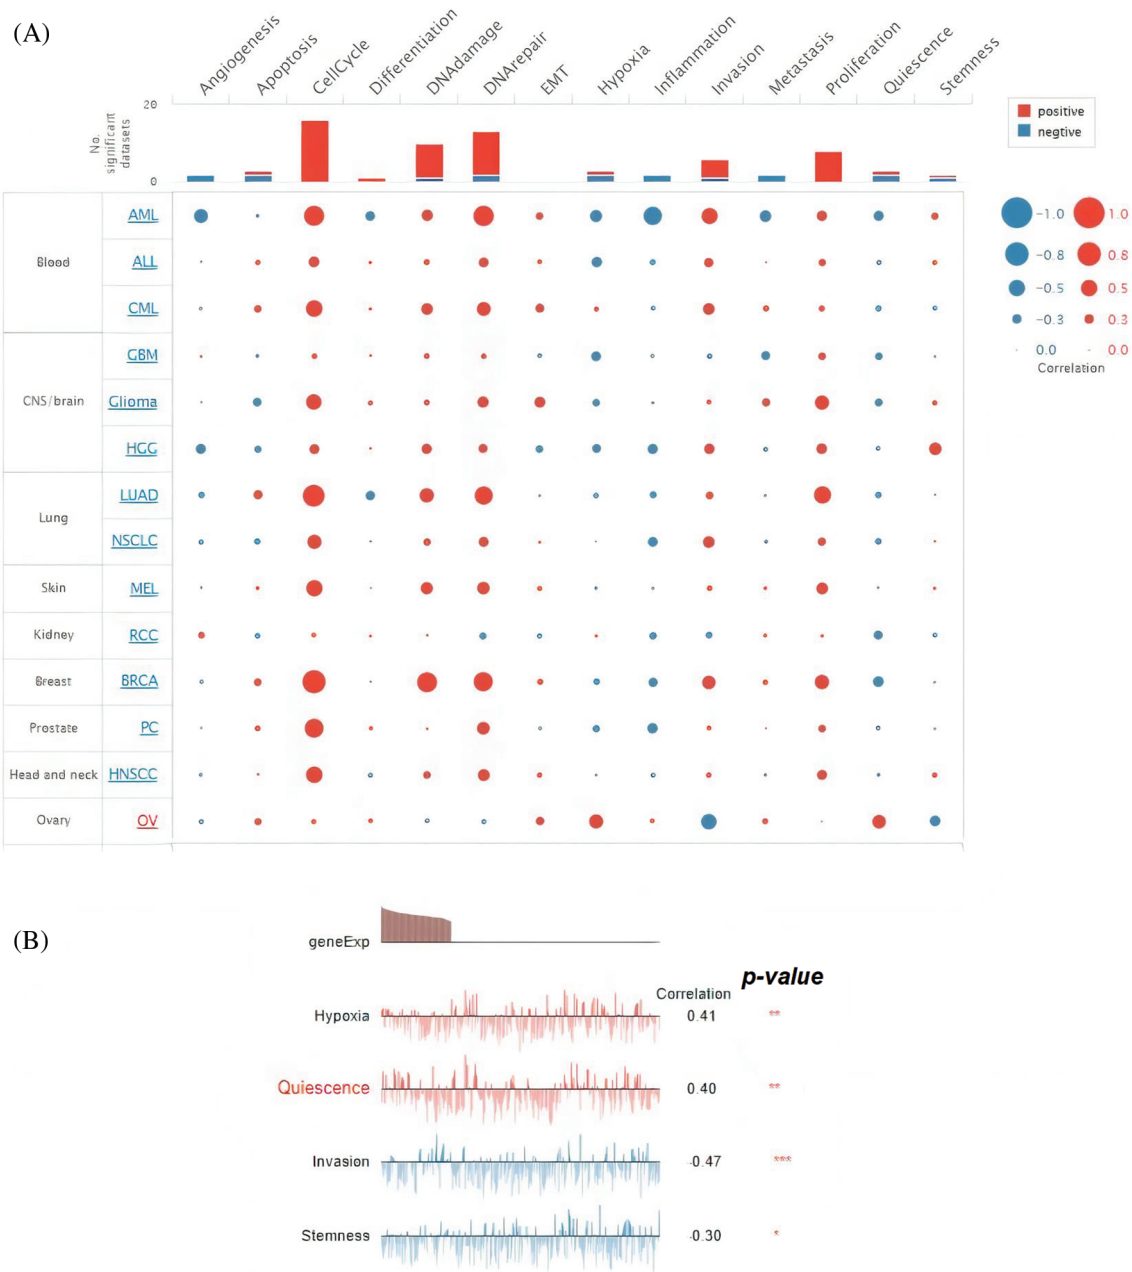 (A)
Angiogenesis
Apoptosis
CellCycle
Differentiation
DNAdamage
DNArepair
EMT
Hypoxia
Inflammation
Invasion
Metastasis
Proliferation
Quiescence
Stemness
No.
significant
datasets
20
0
positive
negtive
Blood
AML
ALL
CML
CNS/brain
GBM
Glioma
HGG
Lung
LUAD
NSCLC
Skin
MEL
Kidney
RCC
Breast
BRCA
Prostate
PC
Head and neck
HNSCC
Ovary
OV
-1.0 1.0
-0.8 0.8
-0.5 0.5
-0.3 0.3
0.0 0.0
Correlation
(B)
geneExp
Correlation p-value
Hypoxia 0.41 **
Quiescence 0.40 **
Invasion -0.47 ***
Stemness -0.30 *